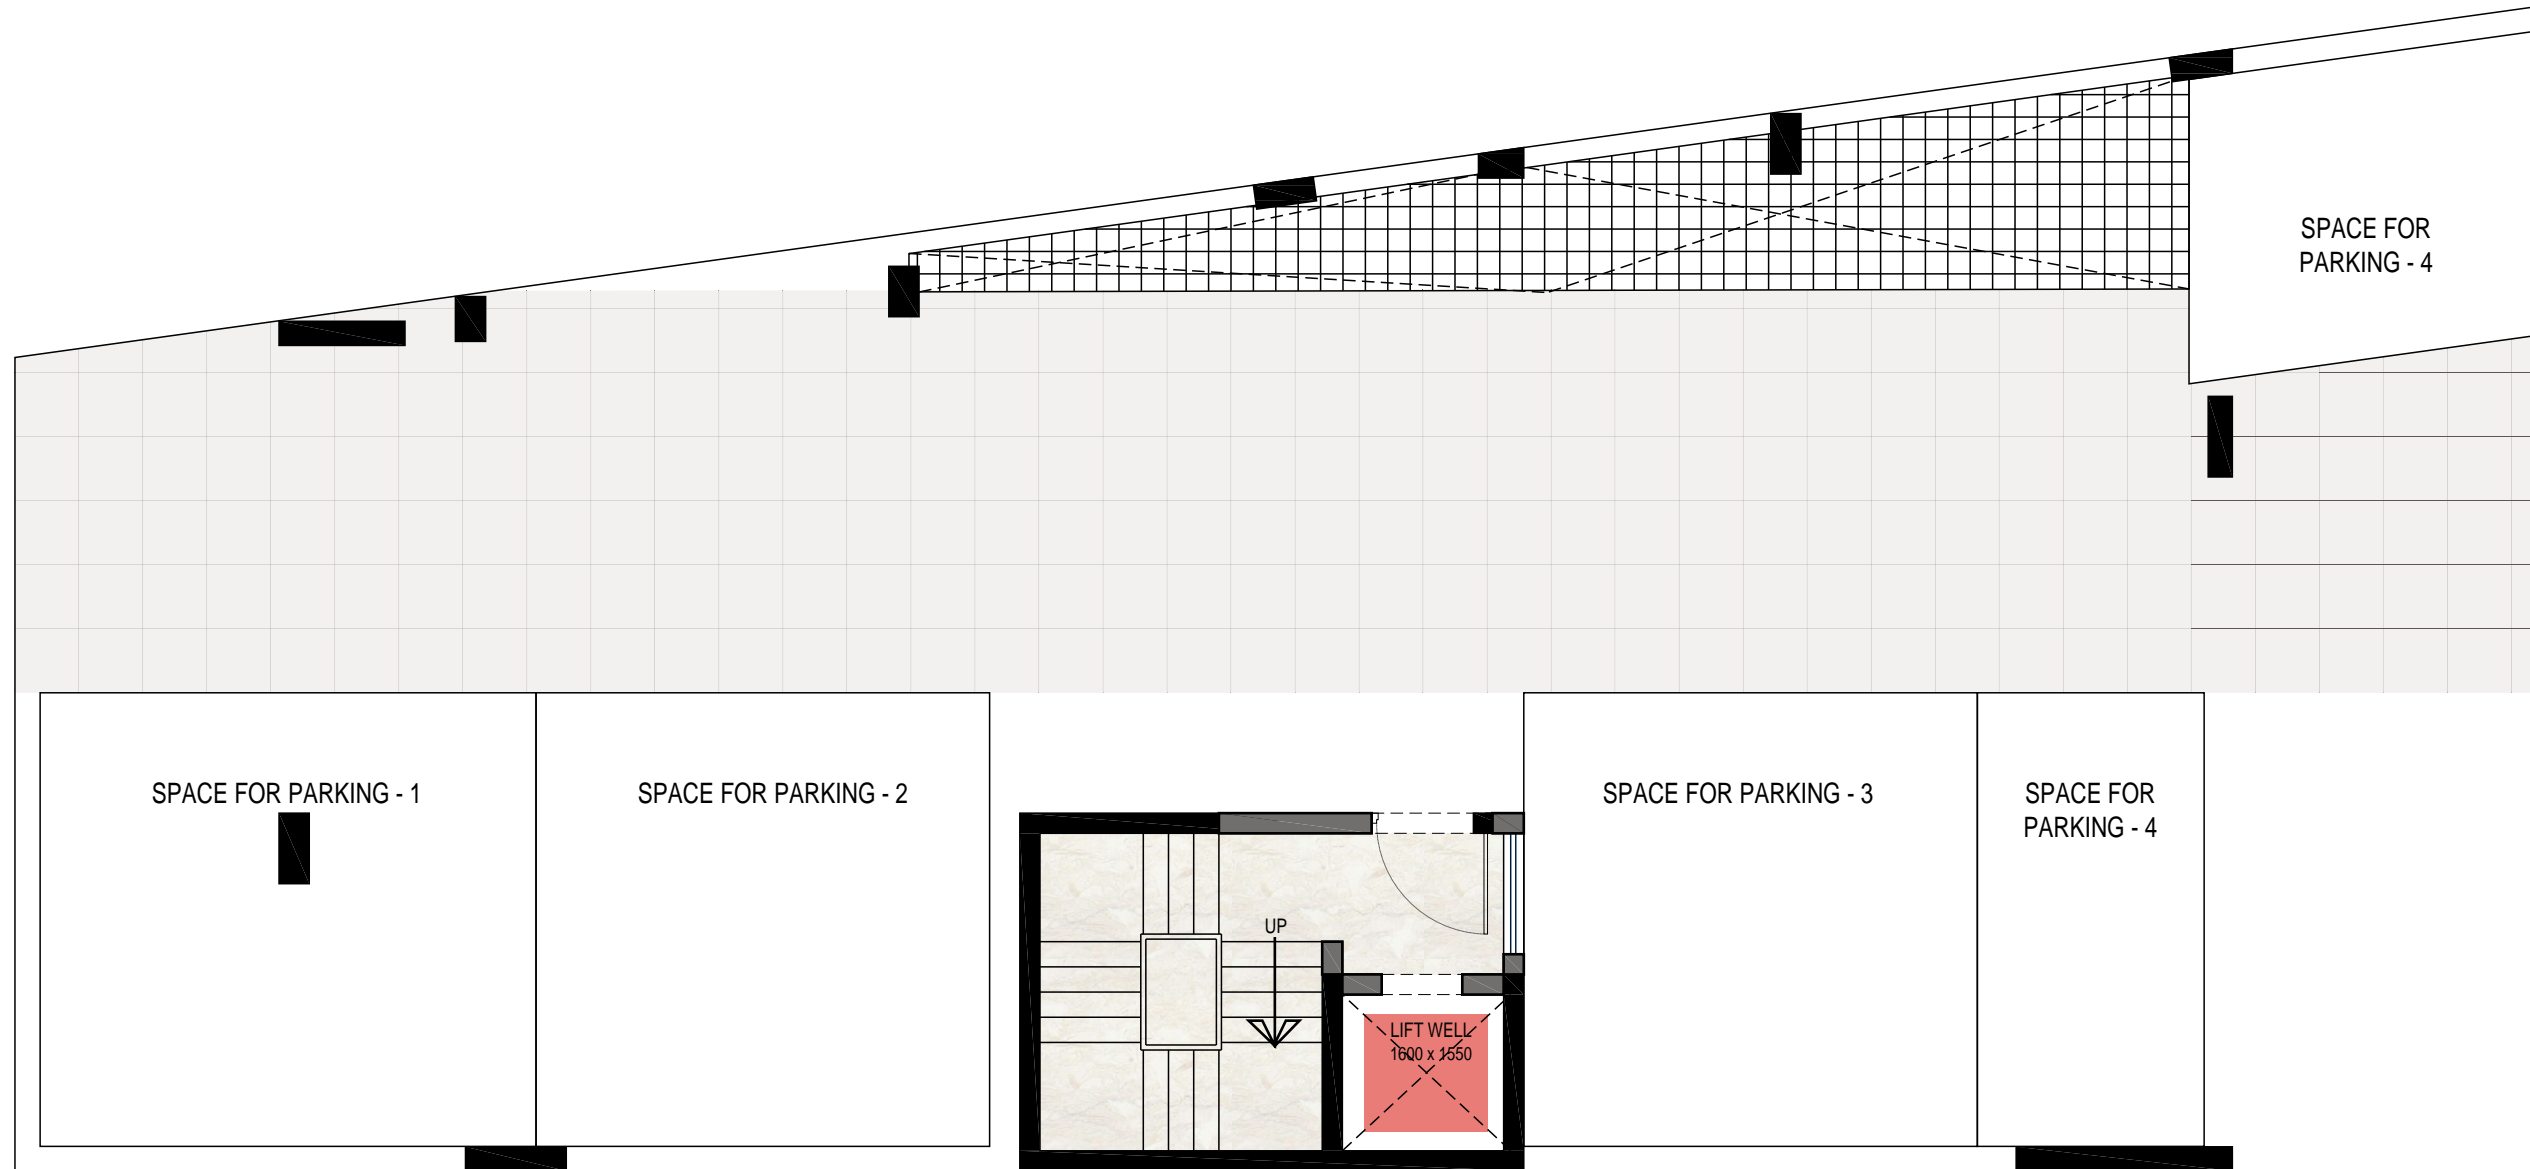 SPACE FOR
PARKING - 4
SPACE FOR PARKING - 1
SPACE FOR PARKING - 2
SPACE FOR PARKING - 3
SPACE FOR
PARKING - 4
UP
LIFT WELL
1600 x 1550